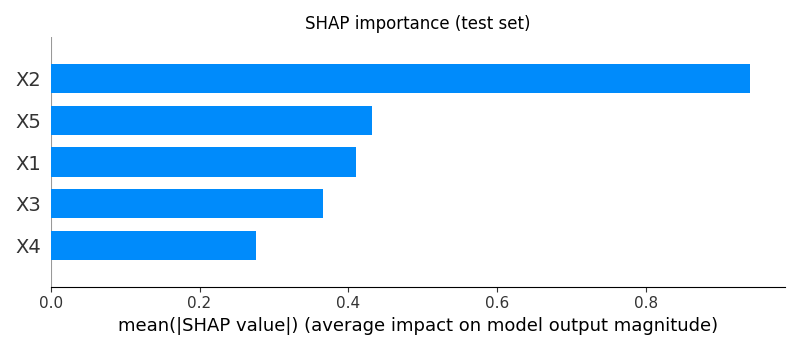 SHAP importance (test set)
X2
X5
X1
X3
X4
0.0 0.2 0.4 0.6 0.8
mean(|SHAP value|) (average impact on model output magnitude)